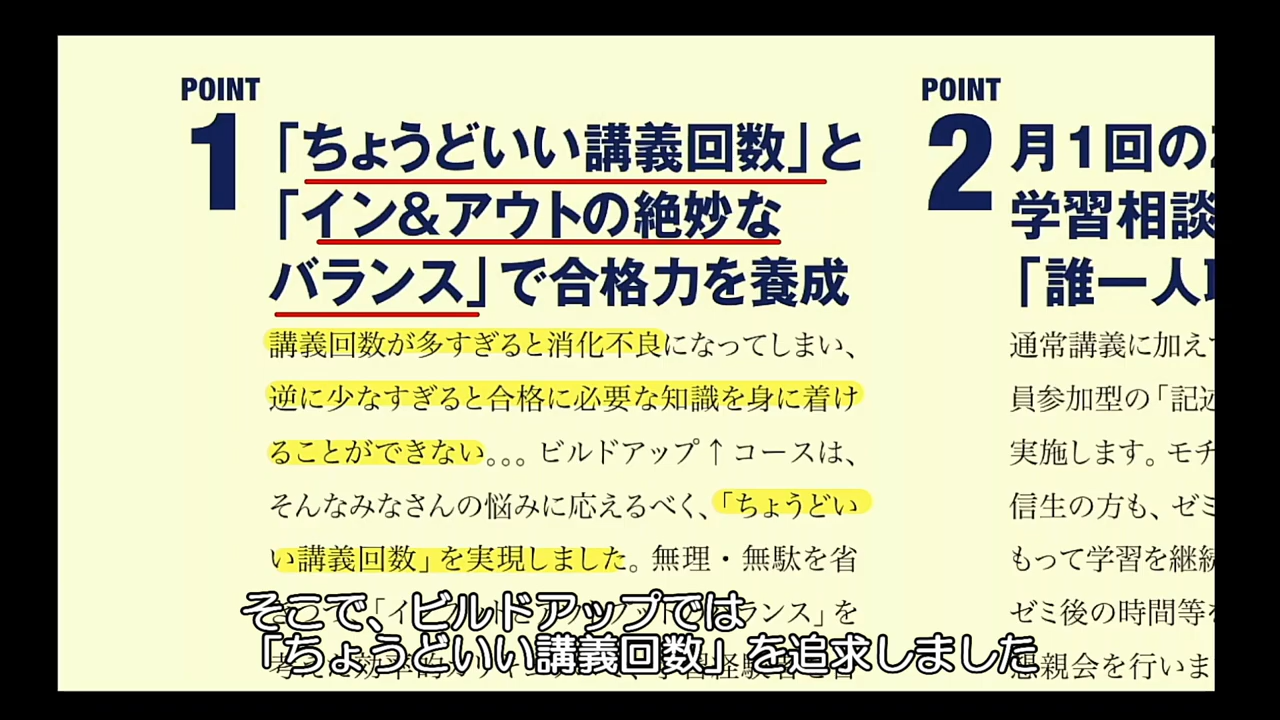 POINT
1
「ちょうどいい講義回数」と
「イン&アウトの絶妙な
バランス」で合格力を養成
講義回数が多すぎると消化不良になってしまい、
逆に少なすぎると合格に必要な知識を身に着け
ることができない。。。ビルドアップ↑コースは、
そんなみなさんの悩みに応えるべく、「ちょうどい
い講義回数」を実現しました。無理・無駄を省
POINT
2
月1回の
学習相談
「誰一人
通常講義に加え
員参加型の「記述
実施します。モチ
信生の方も、ゼミ
もって学習を継続
ゼミ後の時間等
懇親会を行いま
そこで、ビルドアップでは
「ちょうどいい講義回数」を追求しました